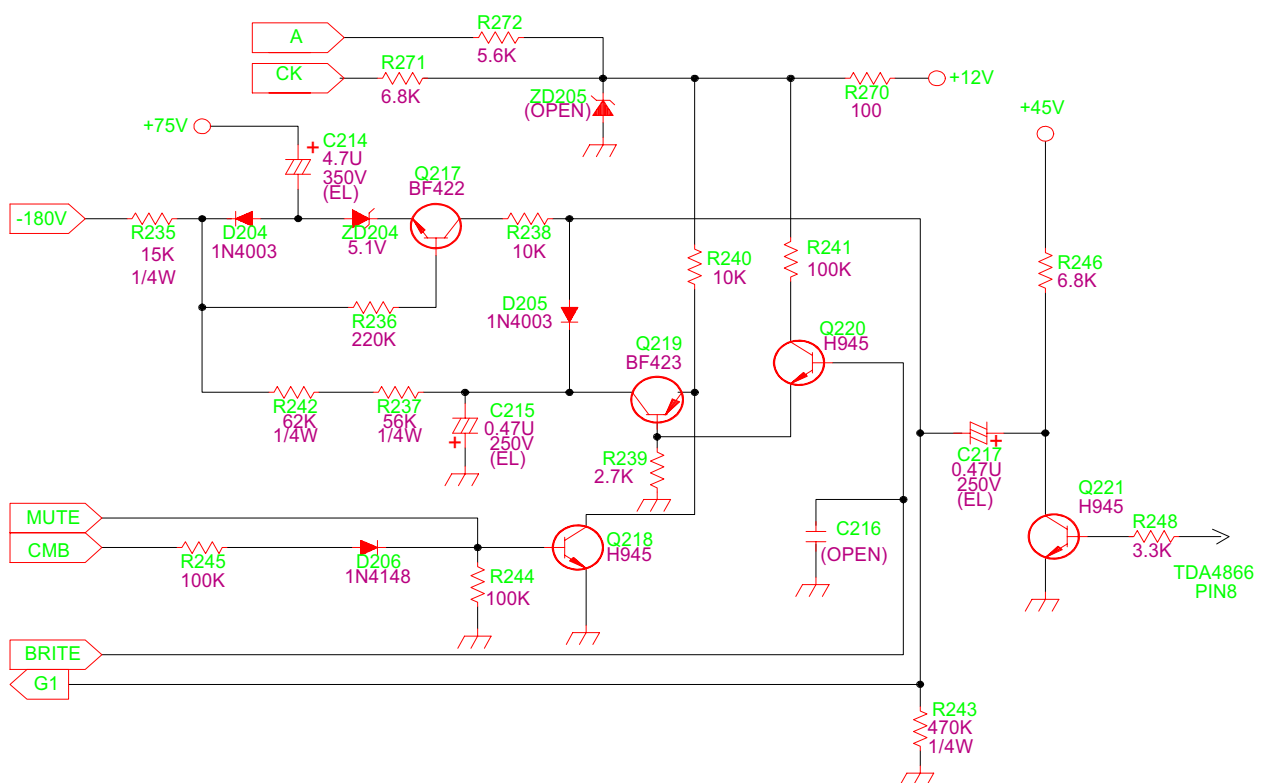 A
R272
5.6K
CK
R271
6.8K
ZD205
(OPEN)
R270
100
+12V
+45V
+75V
C214
4.7U
350V
(EL)
Q217
BF422
-180V
R235
15K
1/4W
D204
1N4003
ZD204
5.1V
R238
10K
R240
10K
R241
100K
R246
6.8K
R236
220K
D205
1N4003
Q219
BF423
Q220
H945
R242
62K
1/4W
R237
56K
1/4W
C215
0.47U
250V
(EL)
R239
2.7K
C217
0.47U
250V
(EL)
Q221
H945
R248
3.3K
TDA4866
PIN8
MUTE
CMB
R245
100K
D206
1N4148
R244
100K
Q218
H945
C216
(OPEN)
BRITE
G1
R243
470K
1/4W